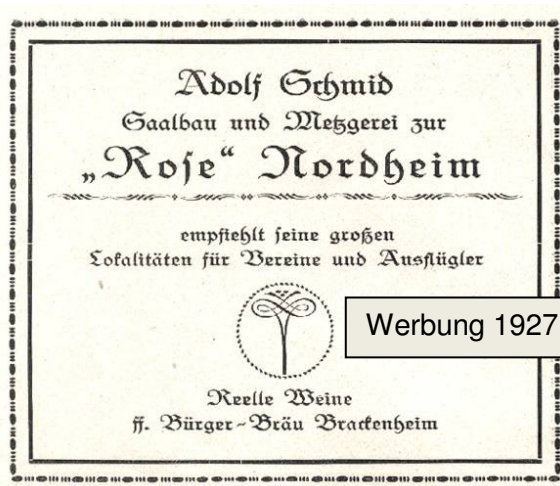 Adolf Schmid
Saalbau und Metzgerei zur
„Rose“ Nordheim
empfiehlt seine großen
Lokalitäten für Vereine und Ausflügler
Werbung 1927
Reelle Weine
ff. Bürger-Bräu Brackenheim